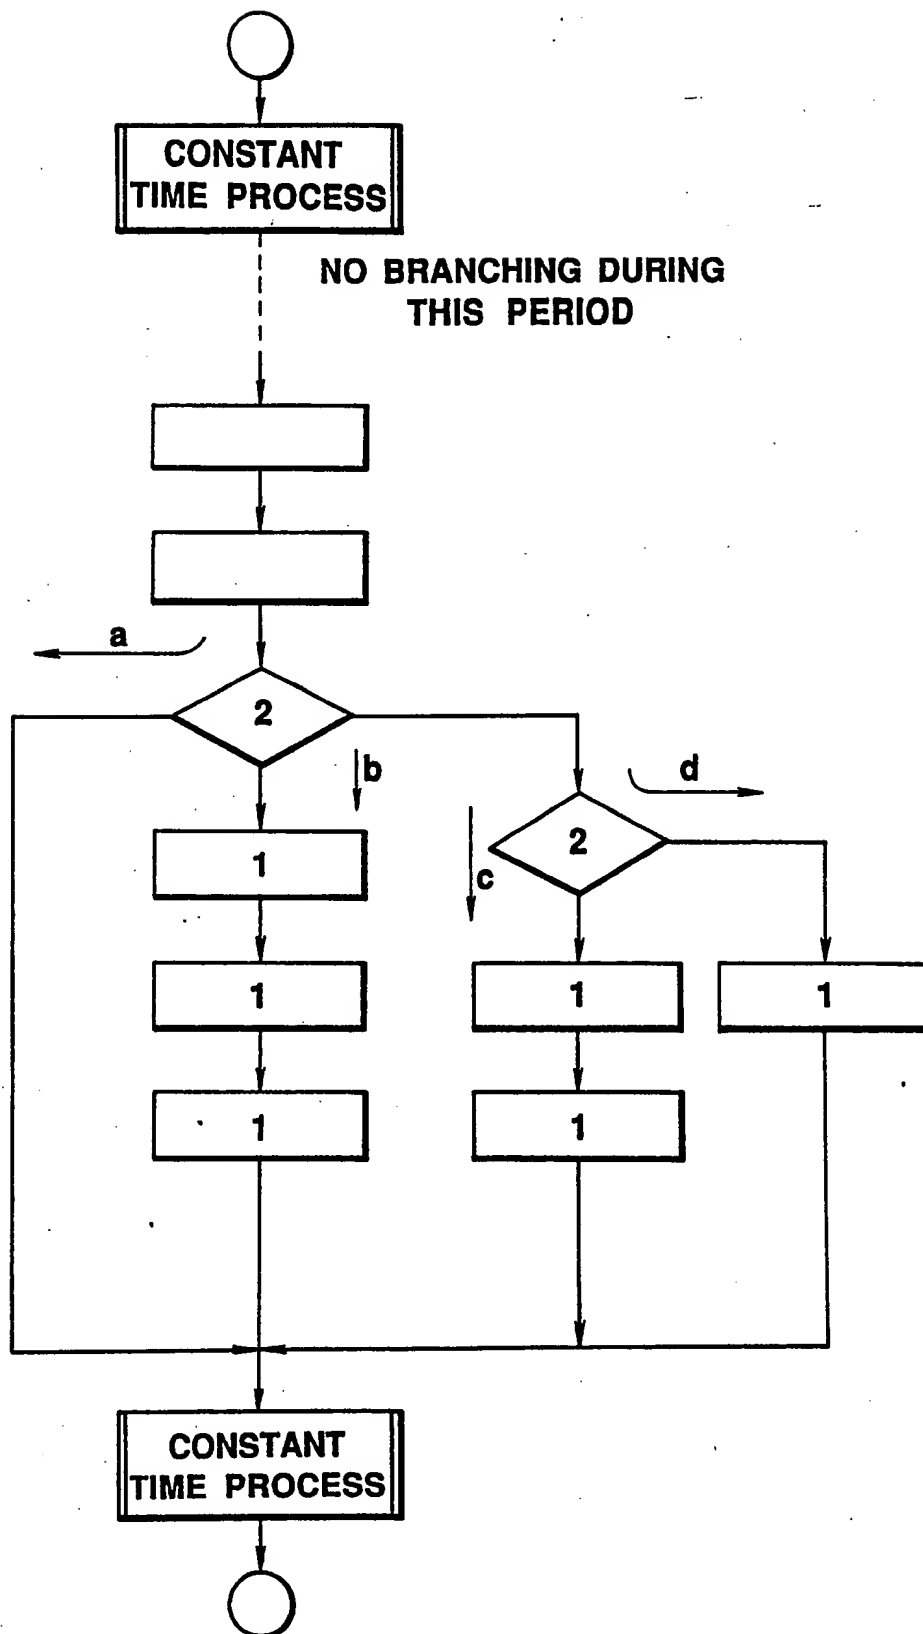 CONSTANT
TIME PROCESS
NO BRANCHING DURING
THIS PERIOD
a
2
b
d
1
2
c
1
1
1
1
1
CONSTANT
TIME PROCESS